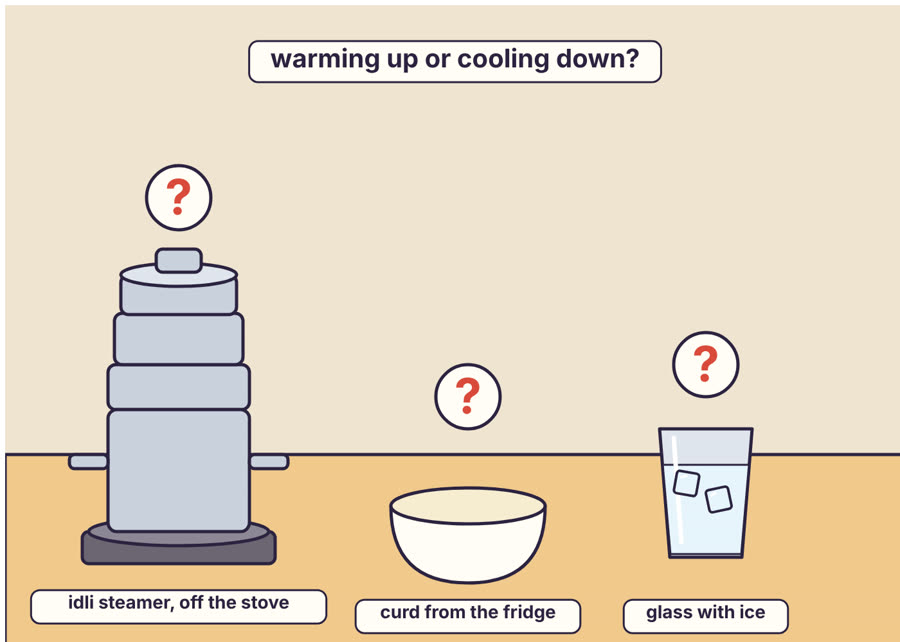 warming up or cooling down?
?
?
?
idli steamer, off the stove
curd from the fridge
glass with ice